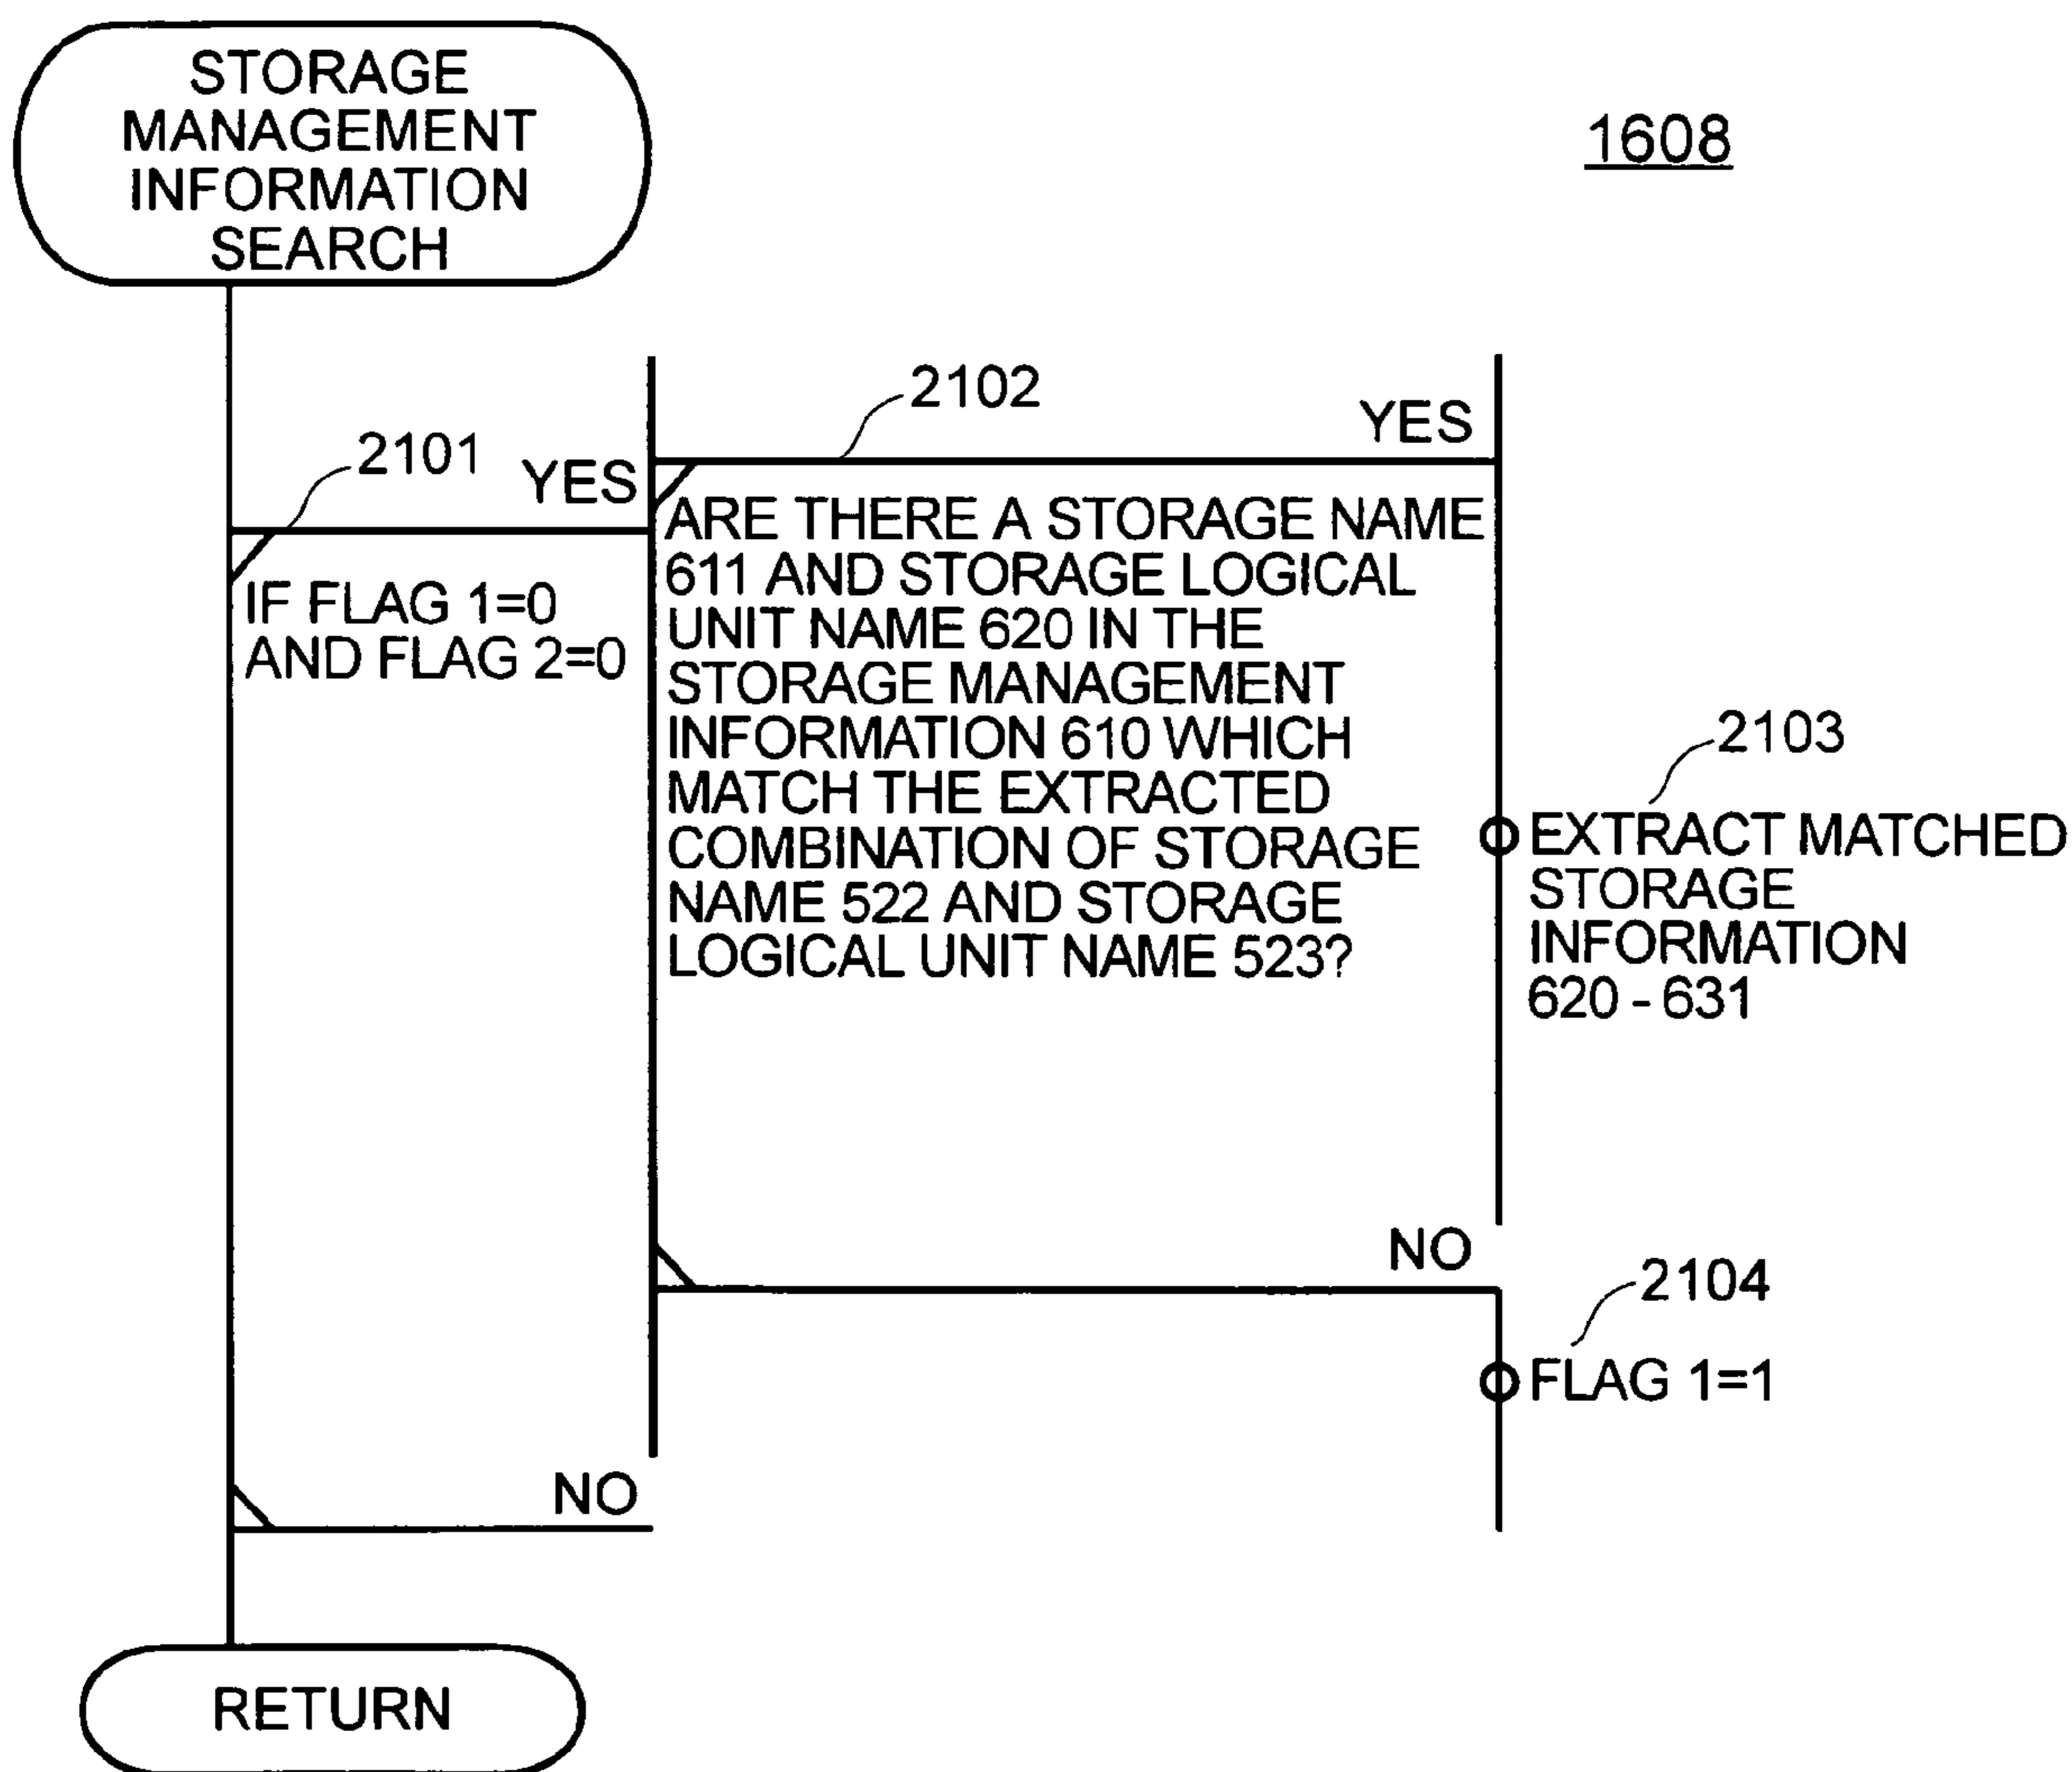 STORAGE
MANAGEMENT
INFORMATION
SEARCH
1608
2101
YES
IF FLAG 1=0
AND FLAG 2=0
2102
YES
ARE THERE A STORAGE NAME
611 AND STORAGE LOGICAL
UNIT NAME 620 IN THE
STORAGE MANAGEMENT
INFORMATION 610 WHICH
MATCH THE EXTRACTED
COMBINATION OF STORAGE
NAME 522 AND STORAGE
LOGICAL UNIT NAME 523?
2103
EXTRACT MATCHED
STORAGE
INFORMATION
620 - 631
NO
2104
FLAG 1=1
NO
RETURN